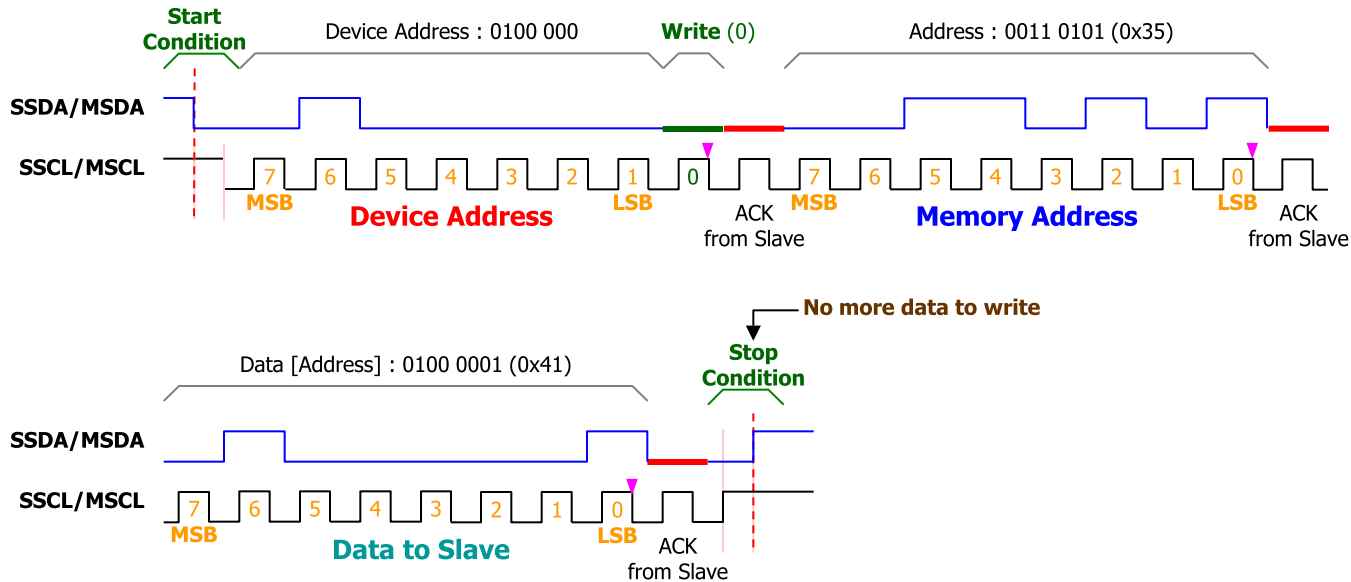 Start
Condition
Device Address : 0100 000
Write (0)
Address : 0011 0101 (0x35)
SSDA/MSDA
SSCL/MSCL
7 6 5 4 3 2 1 0 7 6 5 4 3 2 1 0
MSB LSB MSB LSB
Device Address
ACK
from Slave
Memory Address
ACK
from Slave
No more data to write
Stop
Condition
Data [Address] : 0100 0001 (0x41)
SSDA/MSDA
SSCL/MSCL
7 6 5 4 3 2 1 0
MSB LSB
Data to Slave
ACK
from Slave